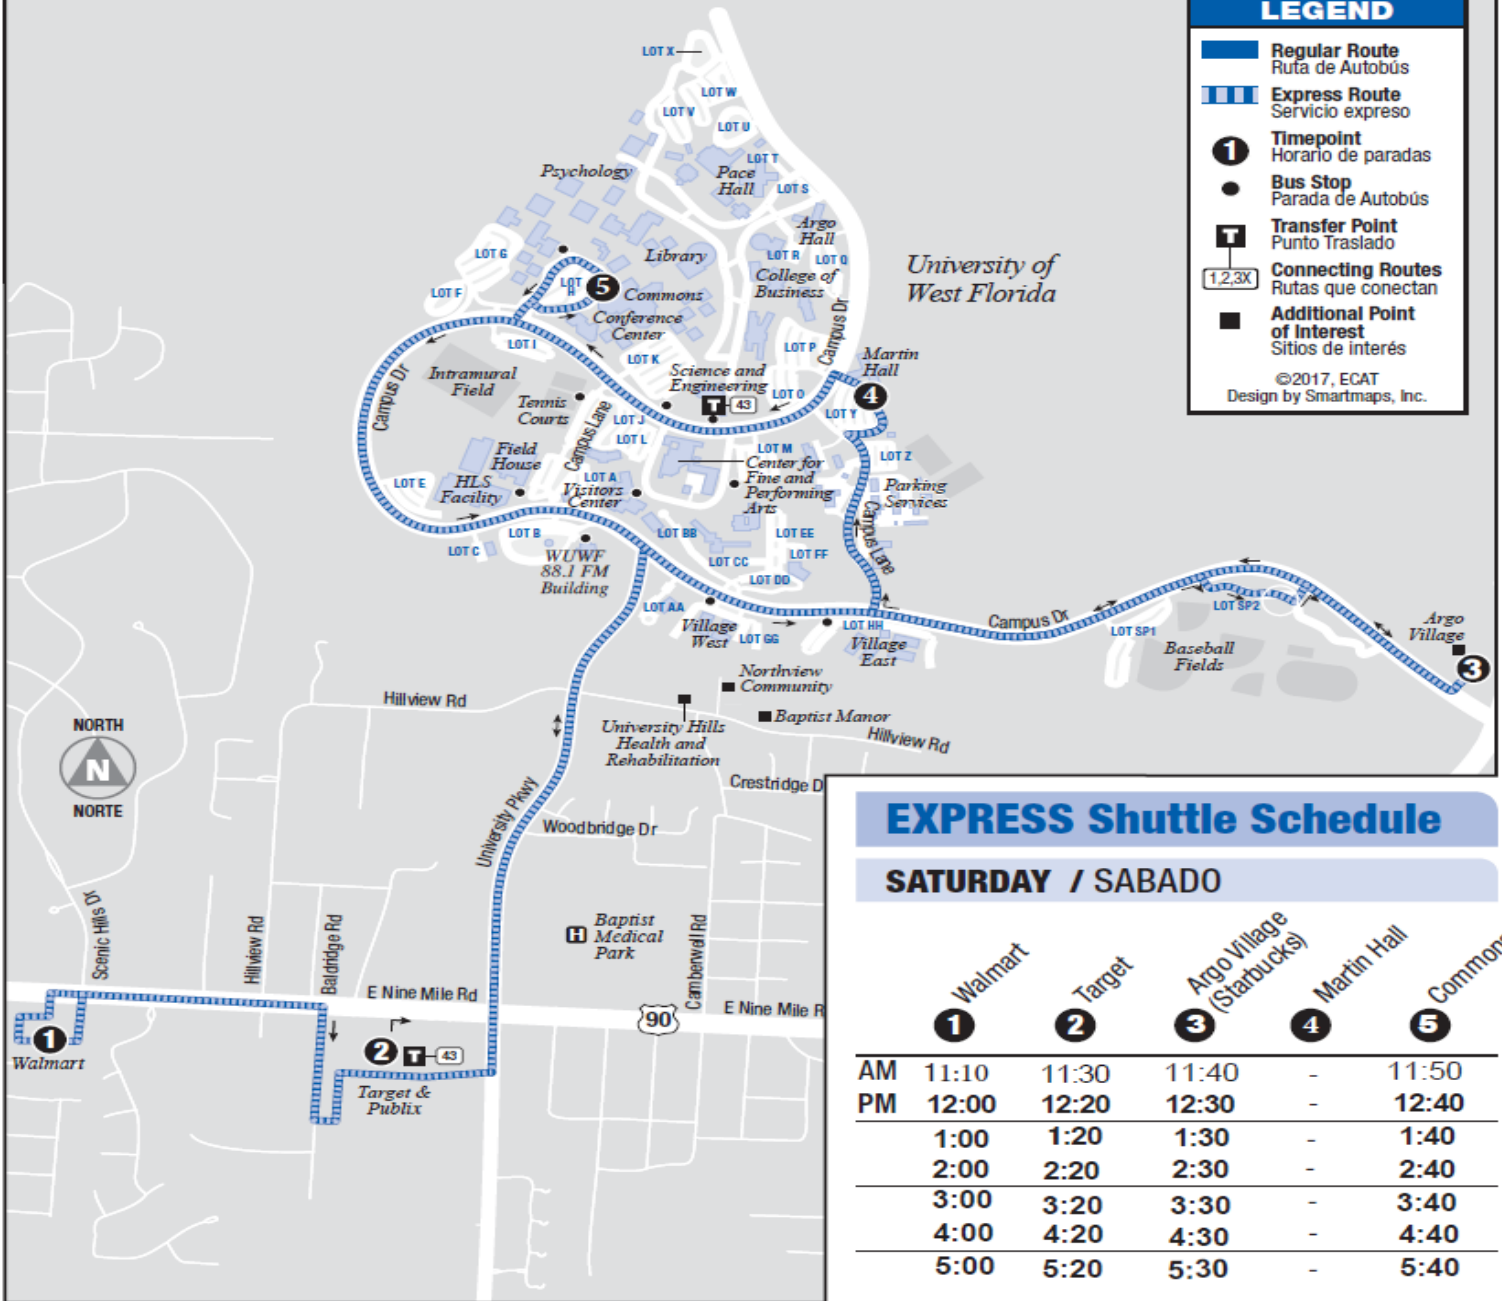 LEGEND
Regular Route
Ruta de Autobús
Express Route
Servicio expreso
1
Timepoint
Horario de paradas
Bus Stop
Parada de Autobús
T
Transfer Point
Punto Traslado
1,2,3X
Connecting Routes
Rutas que conectan
Additional Point
of Interest
Sitios de interés
©2017, ECAT
Design by Smartmaps, Inc.
LOT X
LOT W
LOT V
LOT U
LOT T
Psychology
Pace
Hall
LOT S
Argo
Hall
LOT G
Library
LOT R
LOT Q
College of
Business
University of
West Florida
LOT F
LOT
H
5
Commons
Conference
Center
Campus Dr
LOT I
LOT K
LOT P
Martin
Hall
Intramural
Field
Science and
Engineering
Campus Dr
Tennis
Courts
T
43
LOT O
4
LOT Y
LOT J
LOT L
Campus Lane
Field
House
LOT M
LOT Z
Center for
Fine and
Performing
Arts
LOT E
HLS
Facility
LOT A
Visitors
Center
Parking
Services
LOT C
LOT B
LOT BB
LOT EE
LOT FF
Campus Lane
WUWF
88.1 FM
Building
LOT CC
LOT DD
LOT AA
Village
West
LOT GG
LOT HH
Village
East
Campus Dr
LOT SP1
LOT SP2
Baseball
Fields
Argo
Village
3
Northview
Community
Hillview Rd
University Hills
Health and
Rehabilitation
Baptist Manor
Hillview Rd
NORTH
N
NORTE
Crestridge D
University Pkwy
Woodbridge Dr
Scenic Hills Dr
Hillview Rd
Baldridge Rd
H
Baptist
Medical
Park
Camberwell Rd
E Nine Mile Rd
90
E Nine Mile R
1
Walmart
2
T
43
Target &
Publix
EXPRESS Shuttle Schedule
SATURDAY / SABADO
Walmart Target Argo Village (Starbucks) Martin Hall Commons
1 2 3 4 5
AM 11:10 11:30 11:40 - 11:50
PM 12:00 12:20 12:30 - 12:40
1:00 1:20 1:30 - 1:40
2:00 2:20 2:30 - 2:40
3:00 3:20 3:30 - 3:40
4:00 4:20 4:30 - 4:40
5:00 5:20 5:30 - 5:40